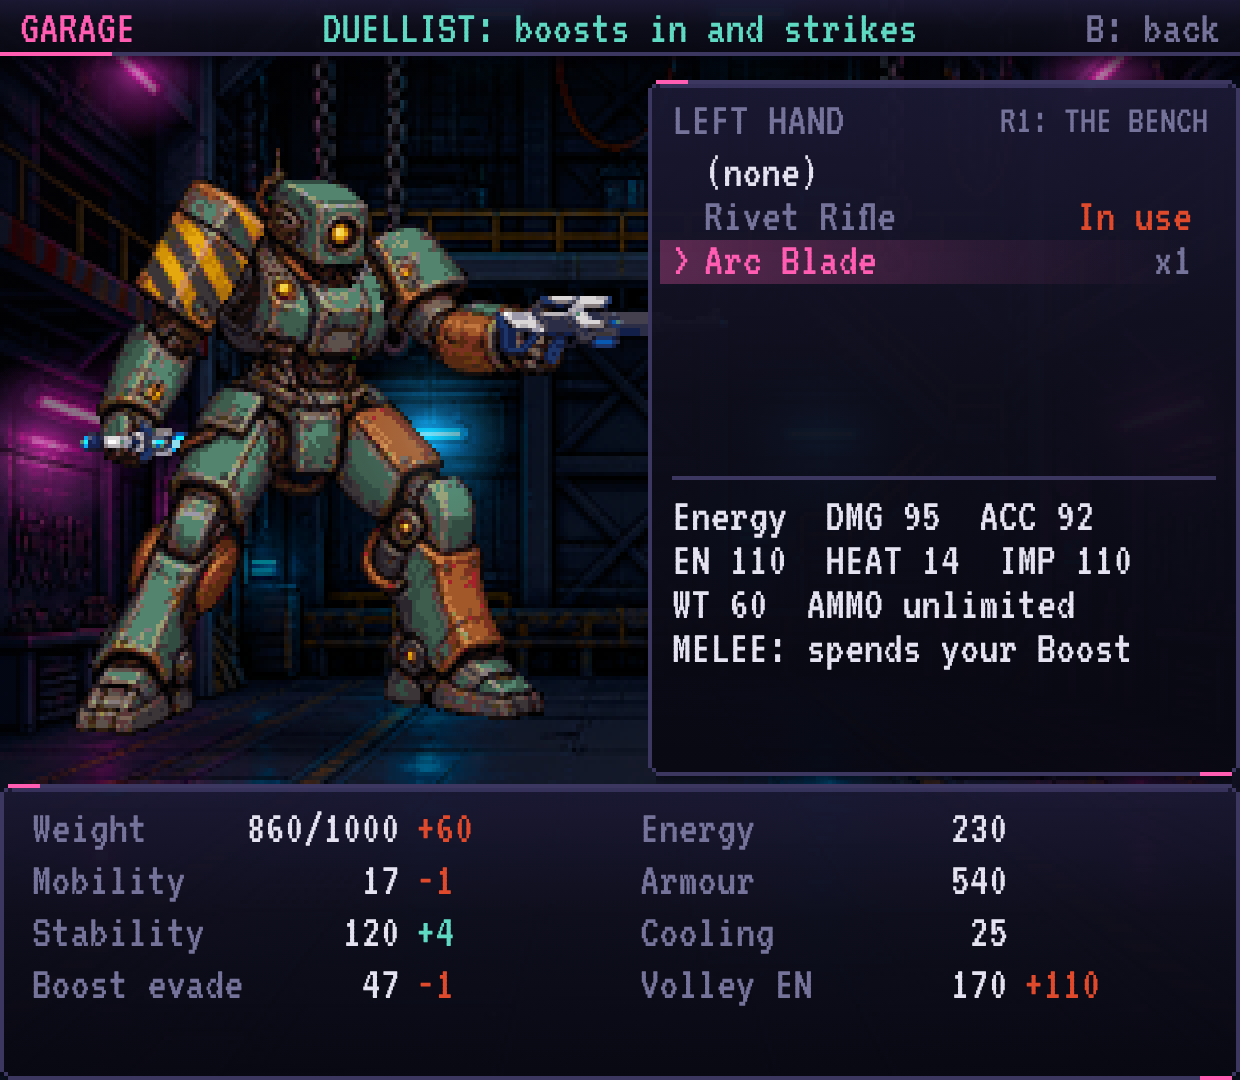 GARAGE DUELLIST: boosts in and strikes B: back
LEFT HAND R1: THE BENCH
(none)
Rivet Rifle In use
> Arc Blade x1
Energy DMG 95 ACC 92
EN 110 HEAT 14 IMP 110
WT 60 AMMO unlimited
MELEE: spends your Boost
Weight 860/1000 +60 Energy 230
Mobility 17 -1 Armour 540
Stability 120 +4 Cooling 25
Boost evade 47 -1 Volley EN 170 +110